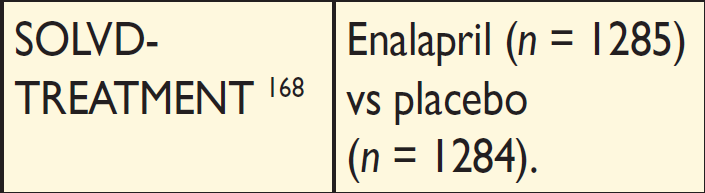 SOLVD-
TREATMENT 168
Enalapril (n = 1285)
vs placebo
(n = 1284).